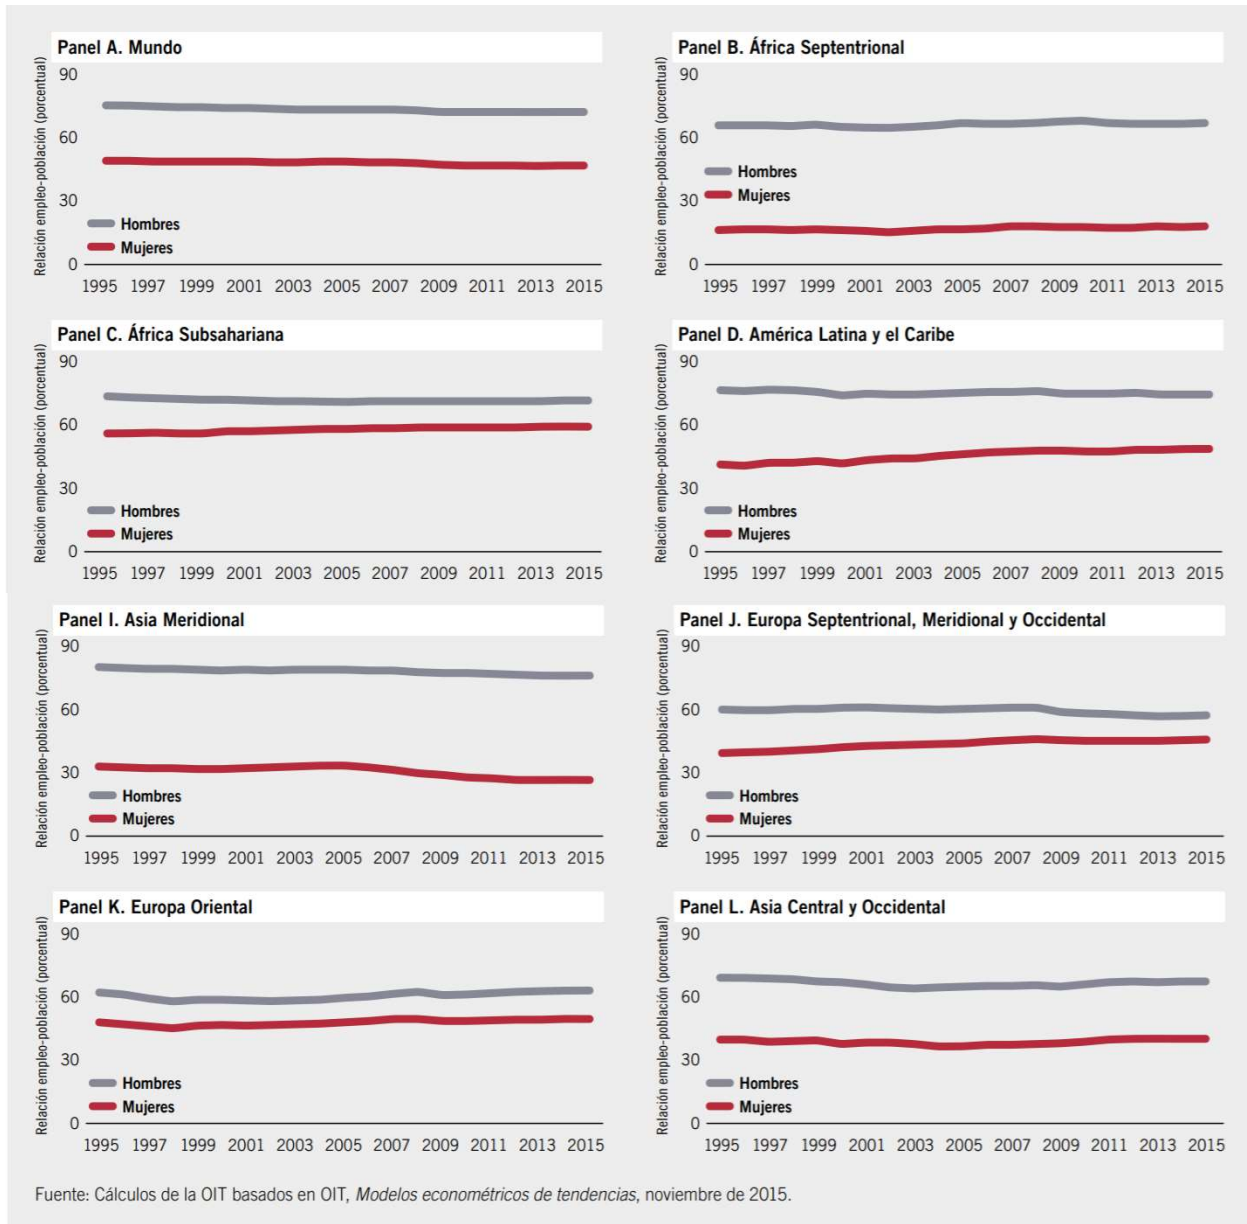 Panel A. Mundo
Relación empleo-población (porcentual)
90
60
30
0
Hombres
Mujeres
1995 1997 1999 2001 2003 2005 2007 2009 2011 2013 2015
Panel B. África Septentrional
Relación empleo-población (porcentual)
90
60
30
0
Hombres
Mujeres
1995 1997 1999 2001 2003 2005 2007 2009 2011 2013 2015
Panel C. África Subsahariana
Relación empleo-población (porcentual)
90
60
30
0
Hombres
Mujeres
1995 1997 1999 2001 2003 2005 2007 2009 2011 2013 2015
Panel D. América Latina y el Caribe
Relación empleo-población (porcentual)
90
60
30
0
Hombres
Mujeres
1995 1997 1999 2001 2003 2005 2007 2009 2011 2013 2015
Panel I. Asia Meridional
Relación empleo-población (porcentual)
90
60
30
0
Hombres
Mujeres
1995 1997 1999 2001 2003 2005 2007 2009 2011 2013 2015
Panel J. Europa Septentrional, Meridional y Occidental
Relación empleo-población (porcentual)
90
60
30
0
Hombres
Mujeres
1995 1997 1999 2001 2003 2005 2007 2009 2011 2013 2015
Panel K. Europa Oriental
Relación empleo-población (porcentual)
90
60
30
0
Hombres
Mujeres
1995 1997 1999 2001 2003 2005 2007 2009 2011 2013 2015
Panel L. Asia Central y Occidental
Relación empleo-población (porcentual)
90
60
30
0
Hombres
Mujeres
1995 1997 1999 2001 2003 2005 2007 2009 2011 2013 2015
Fuente: Cálculos de la OIT basados en OIT, Modelos econométricos de tendencias, noviembre de 2015.